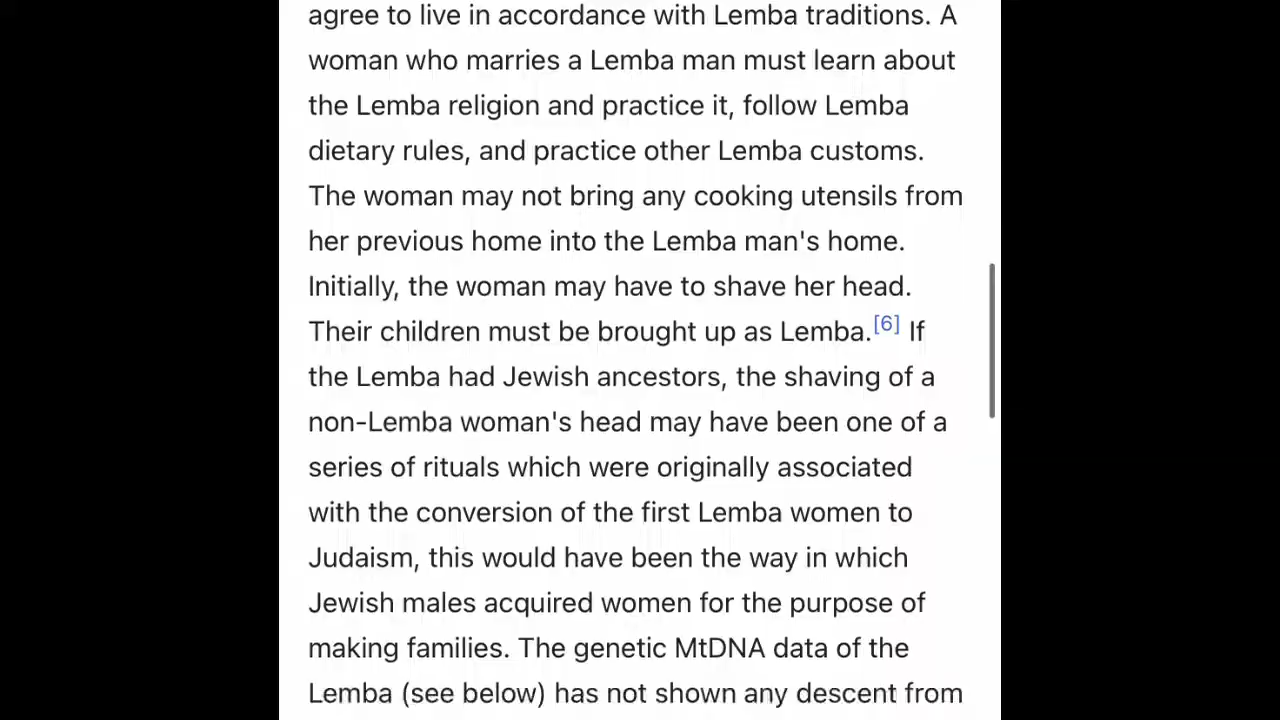 agree to live in accordance with Lemba traditions. A
woman who marries a Lemba man must learn about
the Lemba religion and practice it, follow Lemba
dietary rules, and practice other Lemba customs.
The woman may not bring any cooking utensils from
her previous home into the Lemba man's home.
Initially, the woman may have to shave her head.
Their children must be brought up as Lemba.[6] If
the Lemba had Jewish ancestors, the shaving of a
non-Lemba woman's head may have been one of a
series of rituals which were originally associated
with the conversion of the first Lemba women to
Judaism, this would have been the way in which
Jewish males acquired women for the purpose of
making families. The genetic MtDNA data of the
Lemba (see below) has not shown any descent from